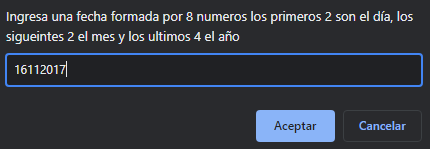 Ingresa una fecha formada por 8 numeros los primeros 2 son el día, los
sigueintes 2 el mes y los ultimos 4 el año
16112017
Aceptar Cancelar